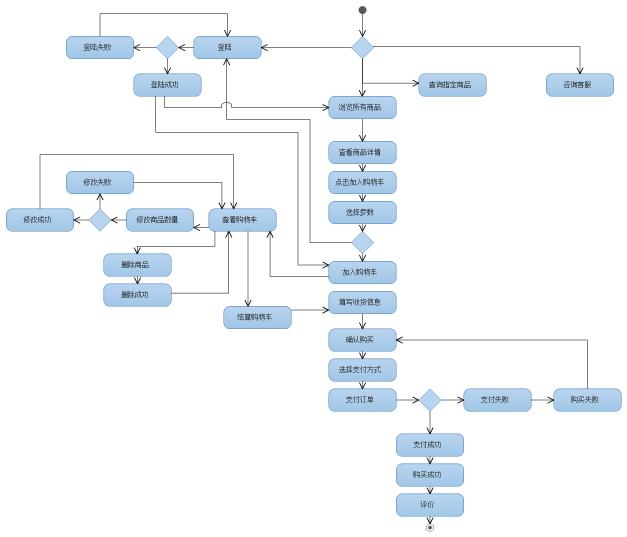 登陆失败
登陆
登陆成功
查询指定商品
咨询客服
浏览所有商品
查看商品详情
点击加入购物车
选择参数
修改失败
修改成功
修改商品数量
查看购物车
删除商品
删除成功
加入购物车
结算购物车
填写收货信息
确认购买
选择支付方式
支付订单
支付失败
购买失败
支付成功
购买成功
评价